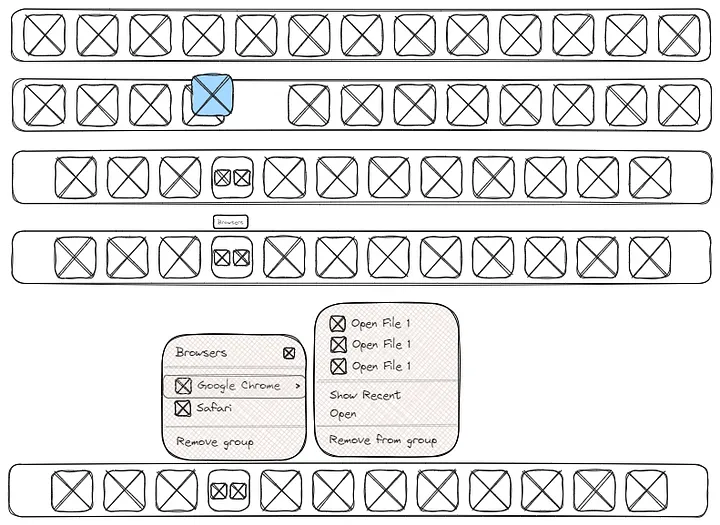 Browsers
Browsers
Google Chrome >
Safari
Remove group
Open File 1
Open File 1
Open File 1
Show Recent
Open
Remove from group